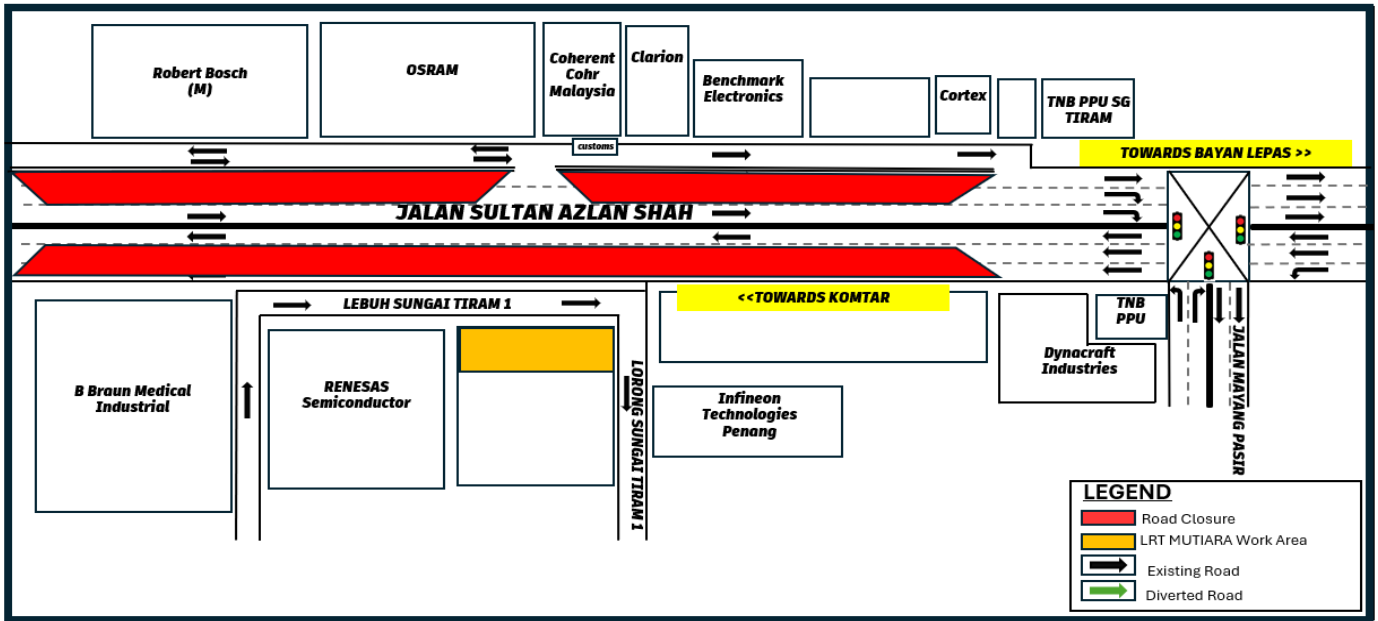 Robert Bosch
(M)
OSRAM
Coherent
Cohr
Malaysia
Clarion
Benchmark
Electronics
Cortex
TNB PPU SG
TIRAM
customs
TOWARDS BAYAN LEPAS >>
JALAN SULTAN AZLAN SHAH
<<TOWARDS KOMTAR
LEBUH SUNGAI TIRAM 1
TNB
PPU
B Braun Medical
Industrial
RENESAS
Semiconductor
LORONG SUNGAI TIRAM 1
Infineon
Technologies
Penang
Dynacraft
Industries
JALAN MAYANG PASIR
LEGEND
Road Closure
LRT MUTIARA Work Area
Existing Road
Diverted Road